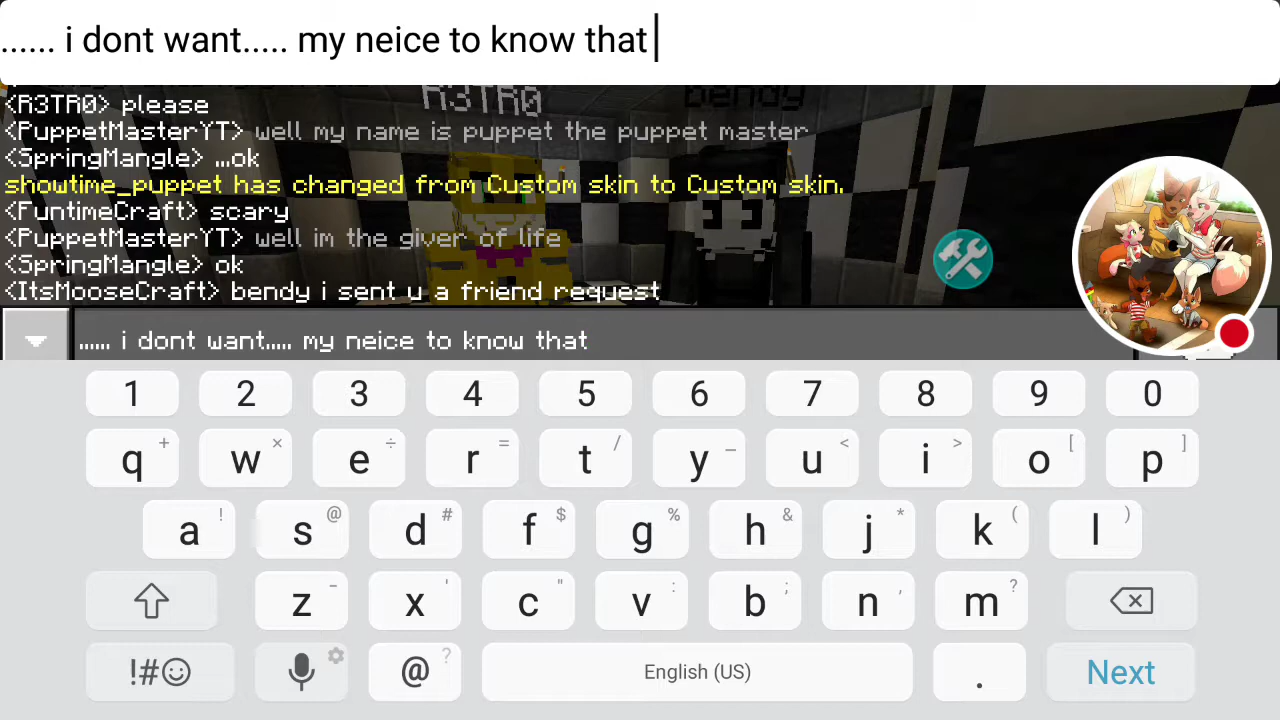 ...... i dont want..... my neice to know that
R3TR0 bendy
<R3TR0> please
<PuppetMasterYT> well my name is puppet the puppet master
<SpringMangle> ...ok
showtime_puppet has changed from Custom skin to Custom skin.
<FuntimeCraft> scary
<PuppetMasterYT> well im the giver of life
<SpringMangle> ok
<ItsMooseCraft> bendy i sent u a friend request
...... i dont want..... my neice to know that
1 2 3 4 5 6 7 8 9 0
q + w × e ÷ r = t / y _ u < i > o [ p ]
a ! s @ d # f $ g % h & j * k ( l )
z - x ' c " v : b ; n , m ?
!#☺ @ ? English (US) . Next